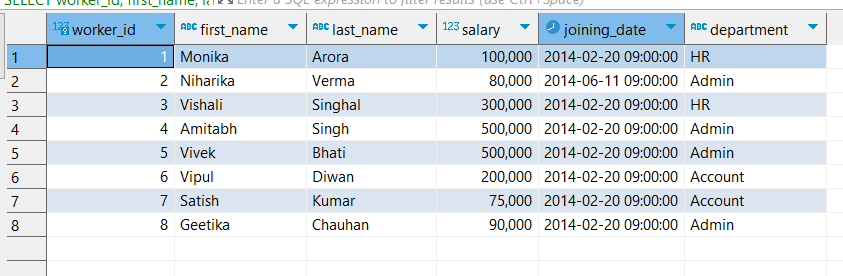 SELECT worker_id, first_name, Enter a SQL expression to filter results (use Ctrl+Space)
123 worker_id ABC first_name ABC last_name 123 salary joining_date ABC department
1 1 Monika Arora 100,000 2014-02-20 09:00:00 HR
2 2 Niharika Verma 80,000 2014-06-11 09:00:00 Admin
3 3 Vishali Singhal 300,000 2014-02-20 09:00:00 HR
4 4 Amitabh Singh 500,000 2014-02-20 09:00:00 Admin
5 5 Vivek Bhati 500,000 2014-02-20 09:00:00 Admin
6 6 Vipul Diwan 200,000 2014-02-20 09:00:00 Account
7 7 Satish Kumar 75,000 2014-02-20 09:00:00 Account
8 8 Geetika Chauhan 90,000 2014-02-20 09:00:00 Admin